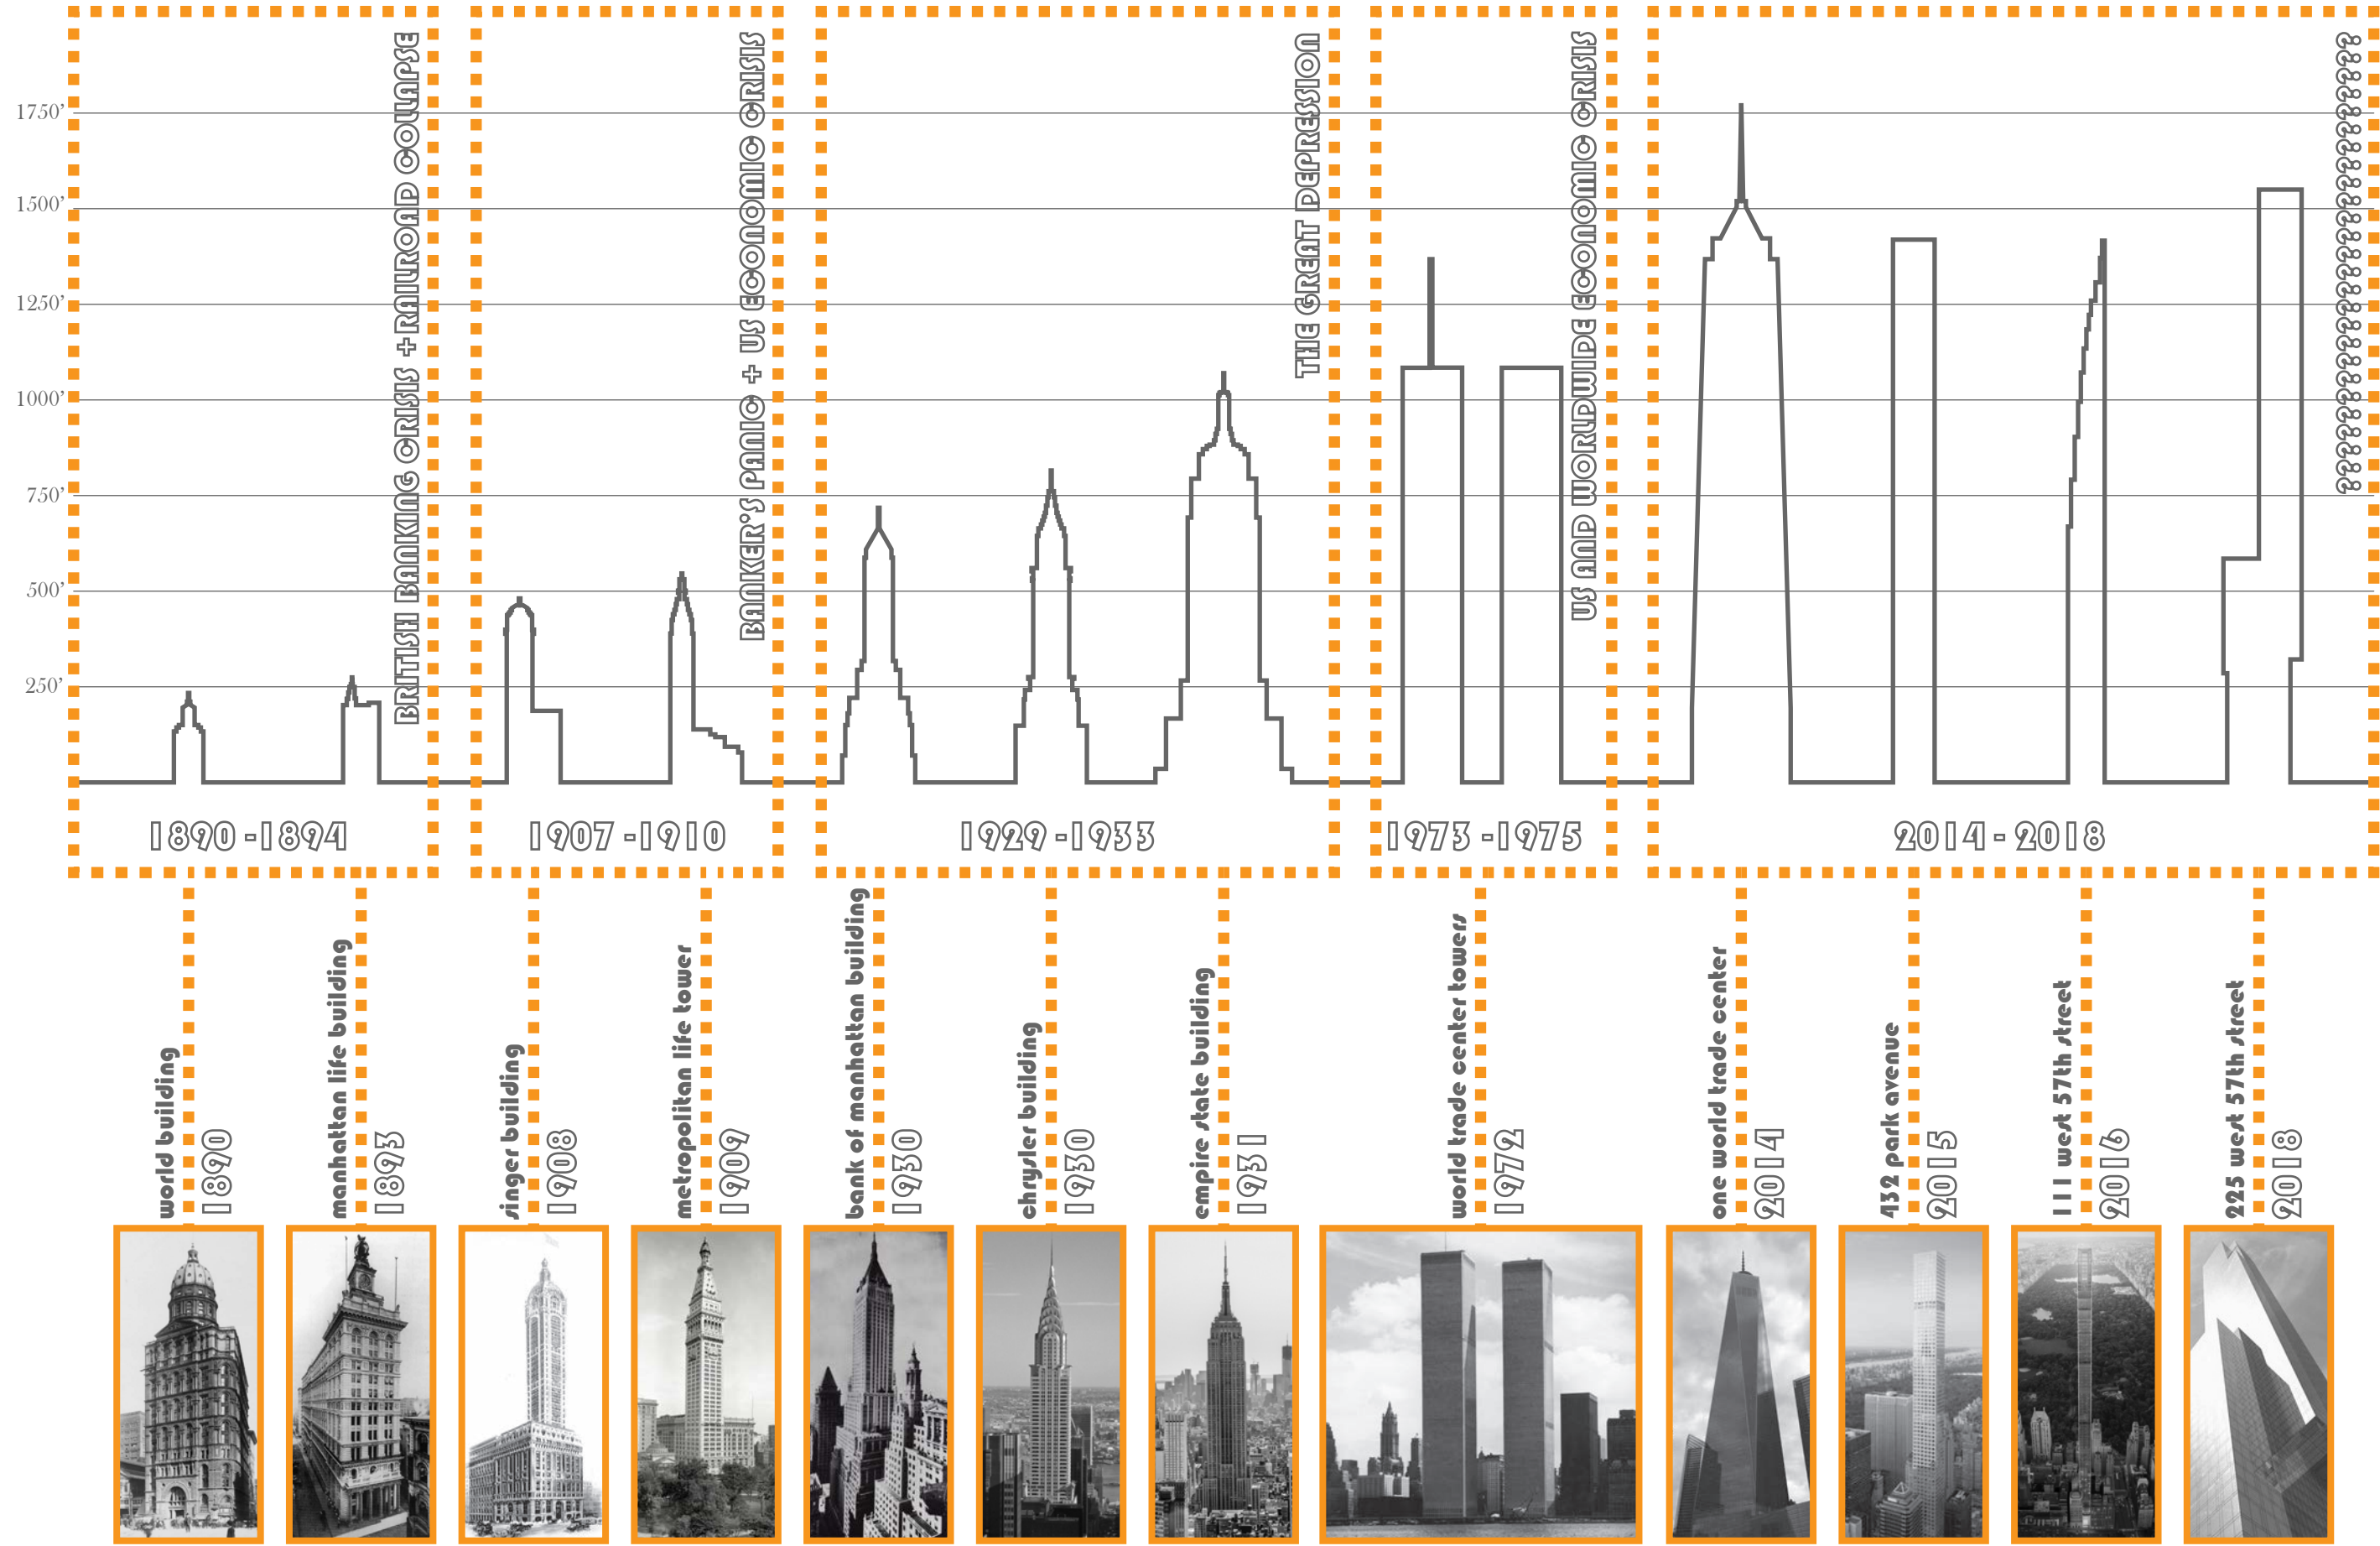 1750’
1500’
1250’
1000’
750’
500’
250’
BRITISH BANKING CRISIS + RAILROAD COLLAPSE
BANKER'S PANIC + US ECONOMIC CRISIS
THE GREAT DEPRESSION
US AND WORLDWIDE ECONOMIC CRISIS
??????????????????????????
1890 -1894
1907 -1910
1929 -1933
1973 -1975
2014 - 2018
world building
1890
manhattan life building
1893
singer building
1908
metropolitan life tower
1909
bank of manhattan building
1930
chrysler building
1930
empire state building
1931
world trade center towers
1972
one world trade center
2014
432 park avenue
2015
111 west 57th street
2016
225 west 57th street
2018